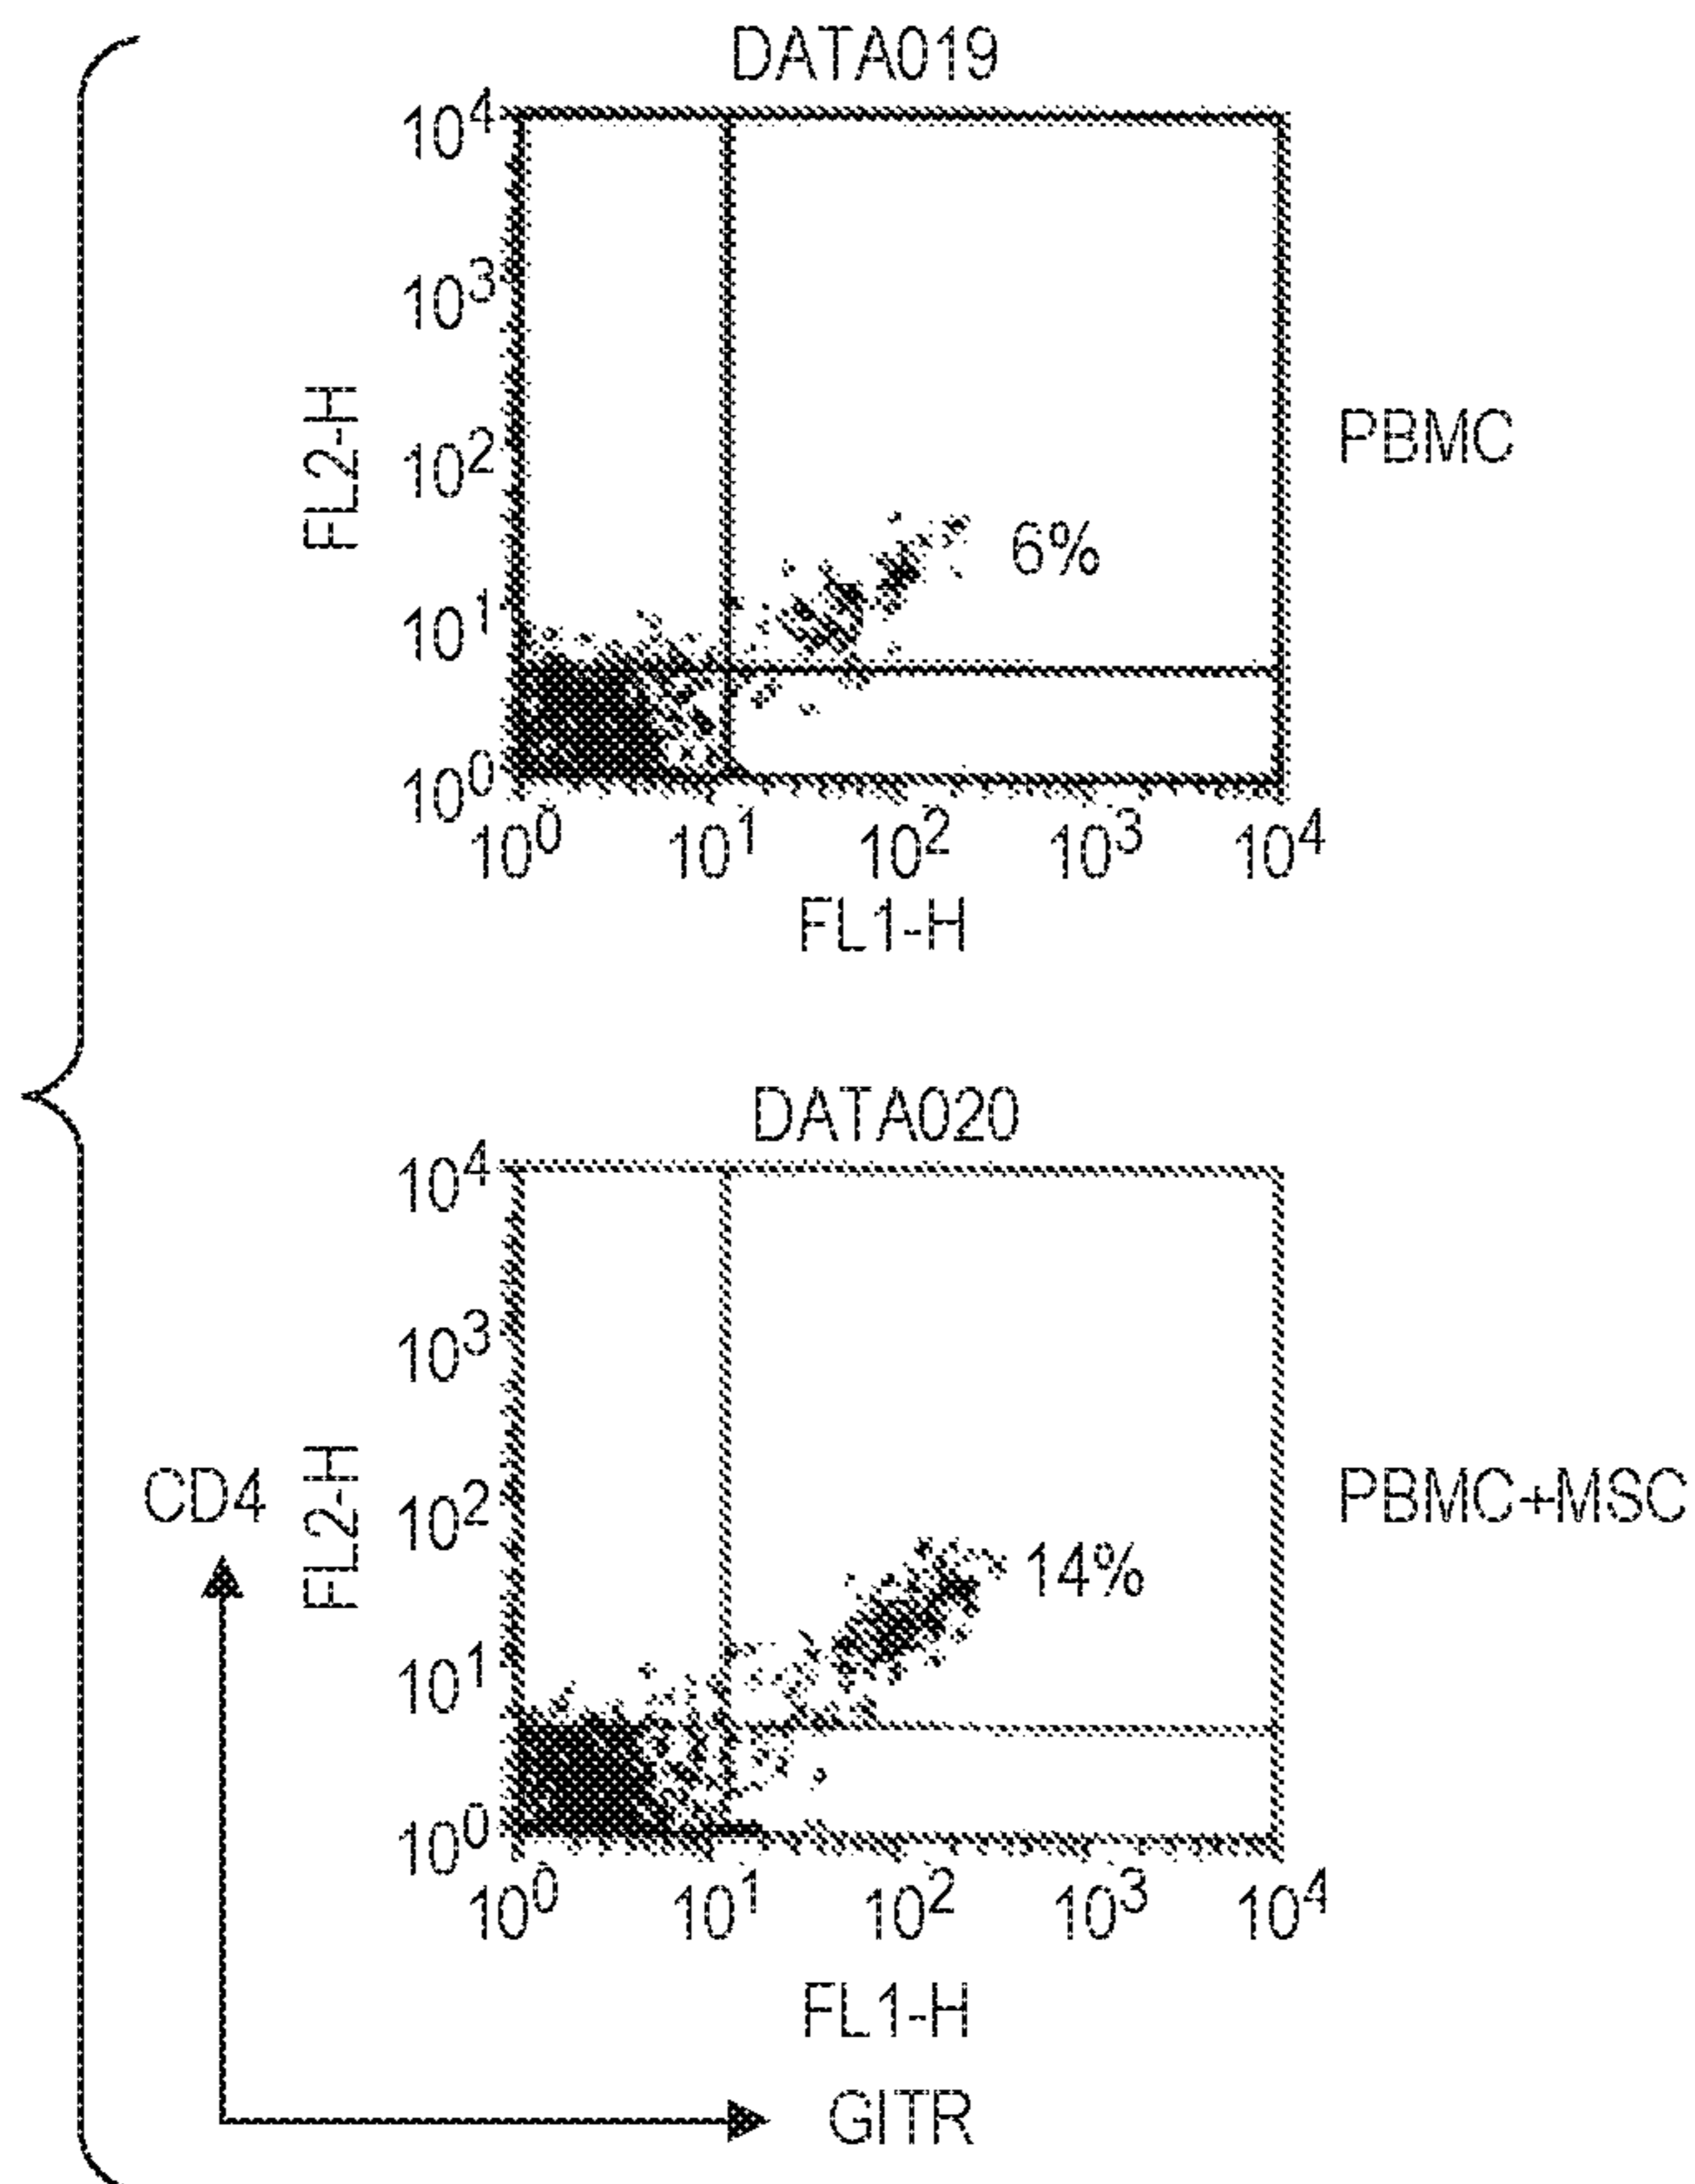 DATA019
10⁴
10³
10²
10¹
10⁰
FL2-H
6%
PBMC
10⁰ 10¹ 10² 10³ 10⁴
FL1-H
DATA020
10⁴
10³
10²
10¹
10⁰
CD4
FL2-H
14%
PBMC+MSC
10⁰ 10¹ 10² 10³ 10⁴
FL1-H
GITR